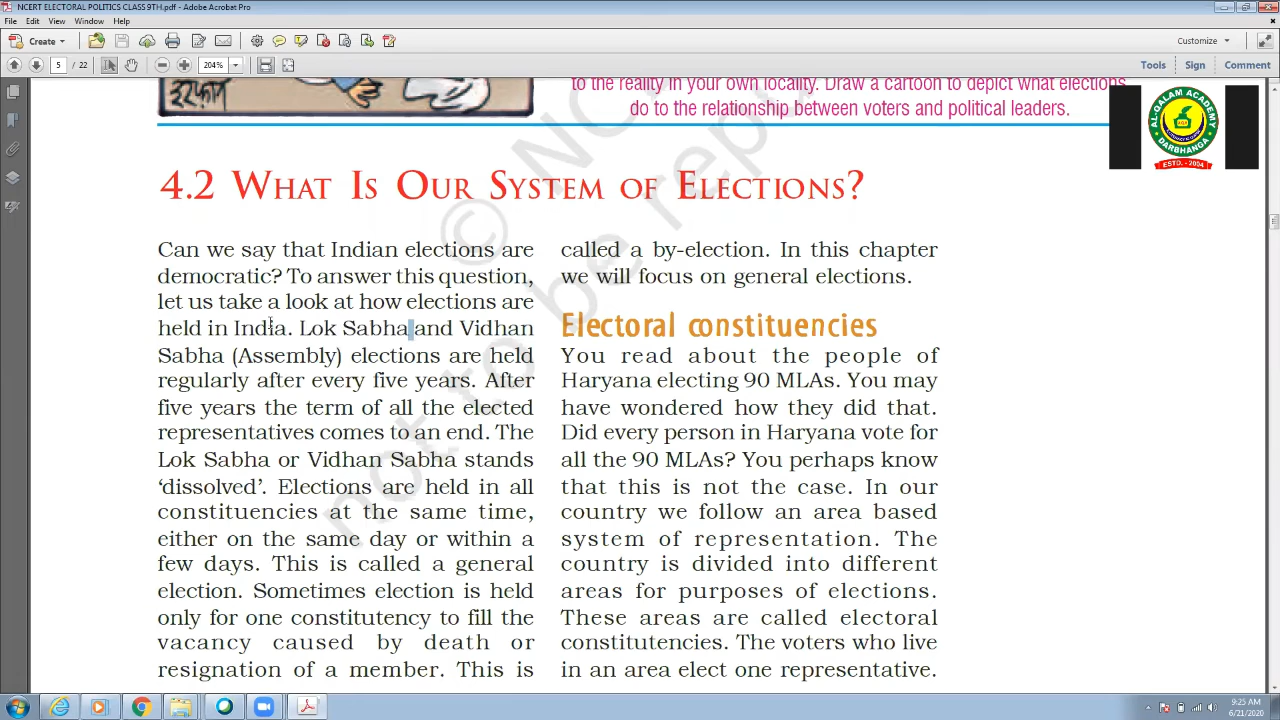 NCERT ELECTORAL POLITICS CLASS 9TH.pdf - Adobe Acrobat Pro
File Edit View Window Help
Create
Customize
5 / 22
204%
Tools Sign Comment
to the reality in your own locality. Draw a cartoon to depict what elections
do to the relationship between voters and political leaders.
AL-QALAM ACADEMY
DARBHANGA
ESTD. - 2004
4.2 WHAT IS OUR SYSTEM OF ELECTIONS?
Can we say that Indian elections are
democratic? To answer this question,
let us take a look at how elections are
held in India. Lok Sabha and Vidhan
Sabha (Assembly) elections are held
regularly after every five years. After
five years the term of all the elected
representatives comes to an end. The
Lok Sabha or Vidhan Sabha stands
‘dissolved’. Elections are held in all
constituencies at the same time,
either on the same day or within a
few days. This is called a general
election. Sometimes election is held
only for one constitutency to fill the
vacancy caused by death or
resignation of a member. This is
called a by-election. In this chapter
we will focus on general elections.
Electoral constituencies
You read about the people of
Haryana electing 90 MLAs. You may
have wondered how they did that.
Did every person in Haryana vote for
all the 90 MLAs? You perhaps know
that this is not the case. In our
country we follow an area based
system of representation. The
country is divided into different
areas for purposes of elections.
These areas are called electoral
constitutencies. The voters who live
in an area elect one representative.
© NC
not to be rep
9:25 AM
6/21/2020